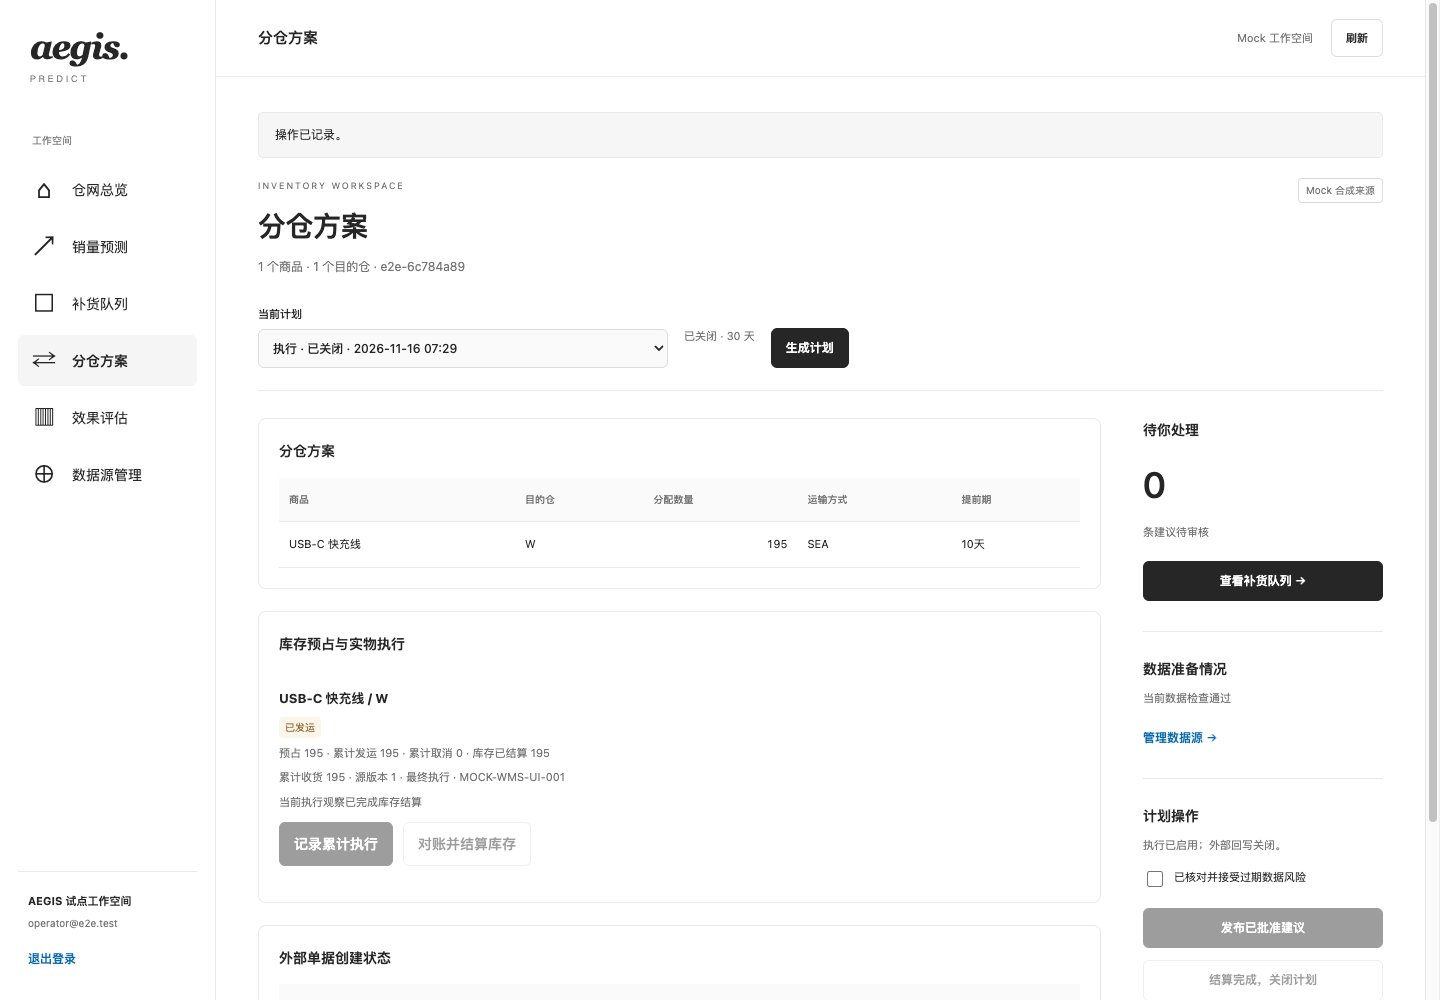 aegis.
PREDICT
工作空间
仓网总览
销量预测
补货队列
分仓方案
效果评估
数据源管理
AEGIS 试点工作空间
operator@e2e.test
退出登录
分仓方案
Mock 工作空间
刷新
操作已记录。
INVENTORY WORKSPACE
Mock 合成来源
分仓方案
1 个商品 · 1 个目的仓 · e2e-6c784a89
当前计划
执行 · 已关闭 · 2026-11-16 07:29
已关闭 · 30 天
生成计划
分仓方案
商品 目的仓 分配数量 运输方式 提前期
USB-C 快充线 W 195 SEA 10天
库存预占与实物执行
USB-C 快充线 / W
已发运
预占 195 · 累计发运 195 · 累计取消 0 · 库存已结算 195
累计收货 195 · 源版本 1 · 最终执行 · MOCK-WMS-UI-001
当前执行观察已完成库存结算
记录累计执行 对账并结算库存
外部单据创建状态
待你处理
0
条建议待审核
查看补货队列 →
数据准备情况
当前数据检查通过
管理数据源 →
计划操作
执行已启用；外部回写关闭。
已核对并接受过期数据风险
发布已批准建议
结算完成，关闭计划